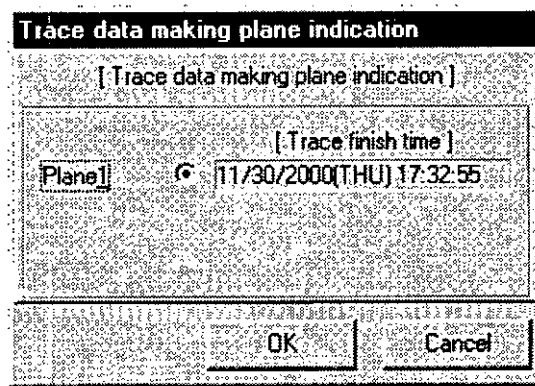 Trace data making plane indication
[ Trace data making plane indication ]
[ Trace finish time ]
Plane1 11/30/2000(THU) 17:32:55
OK Cancel